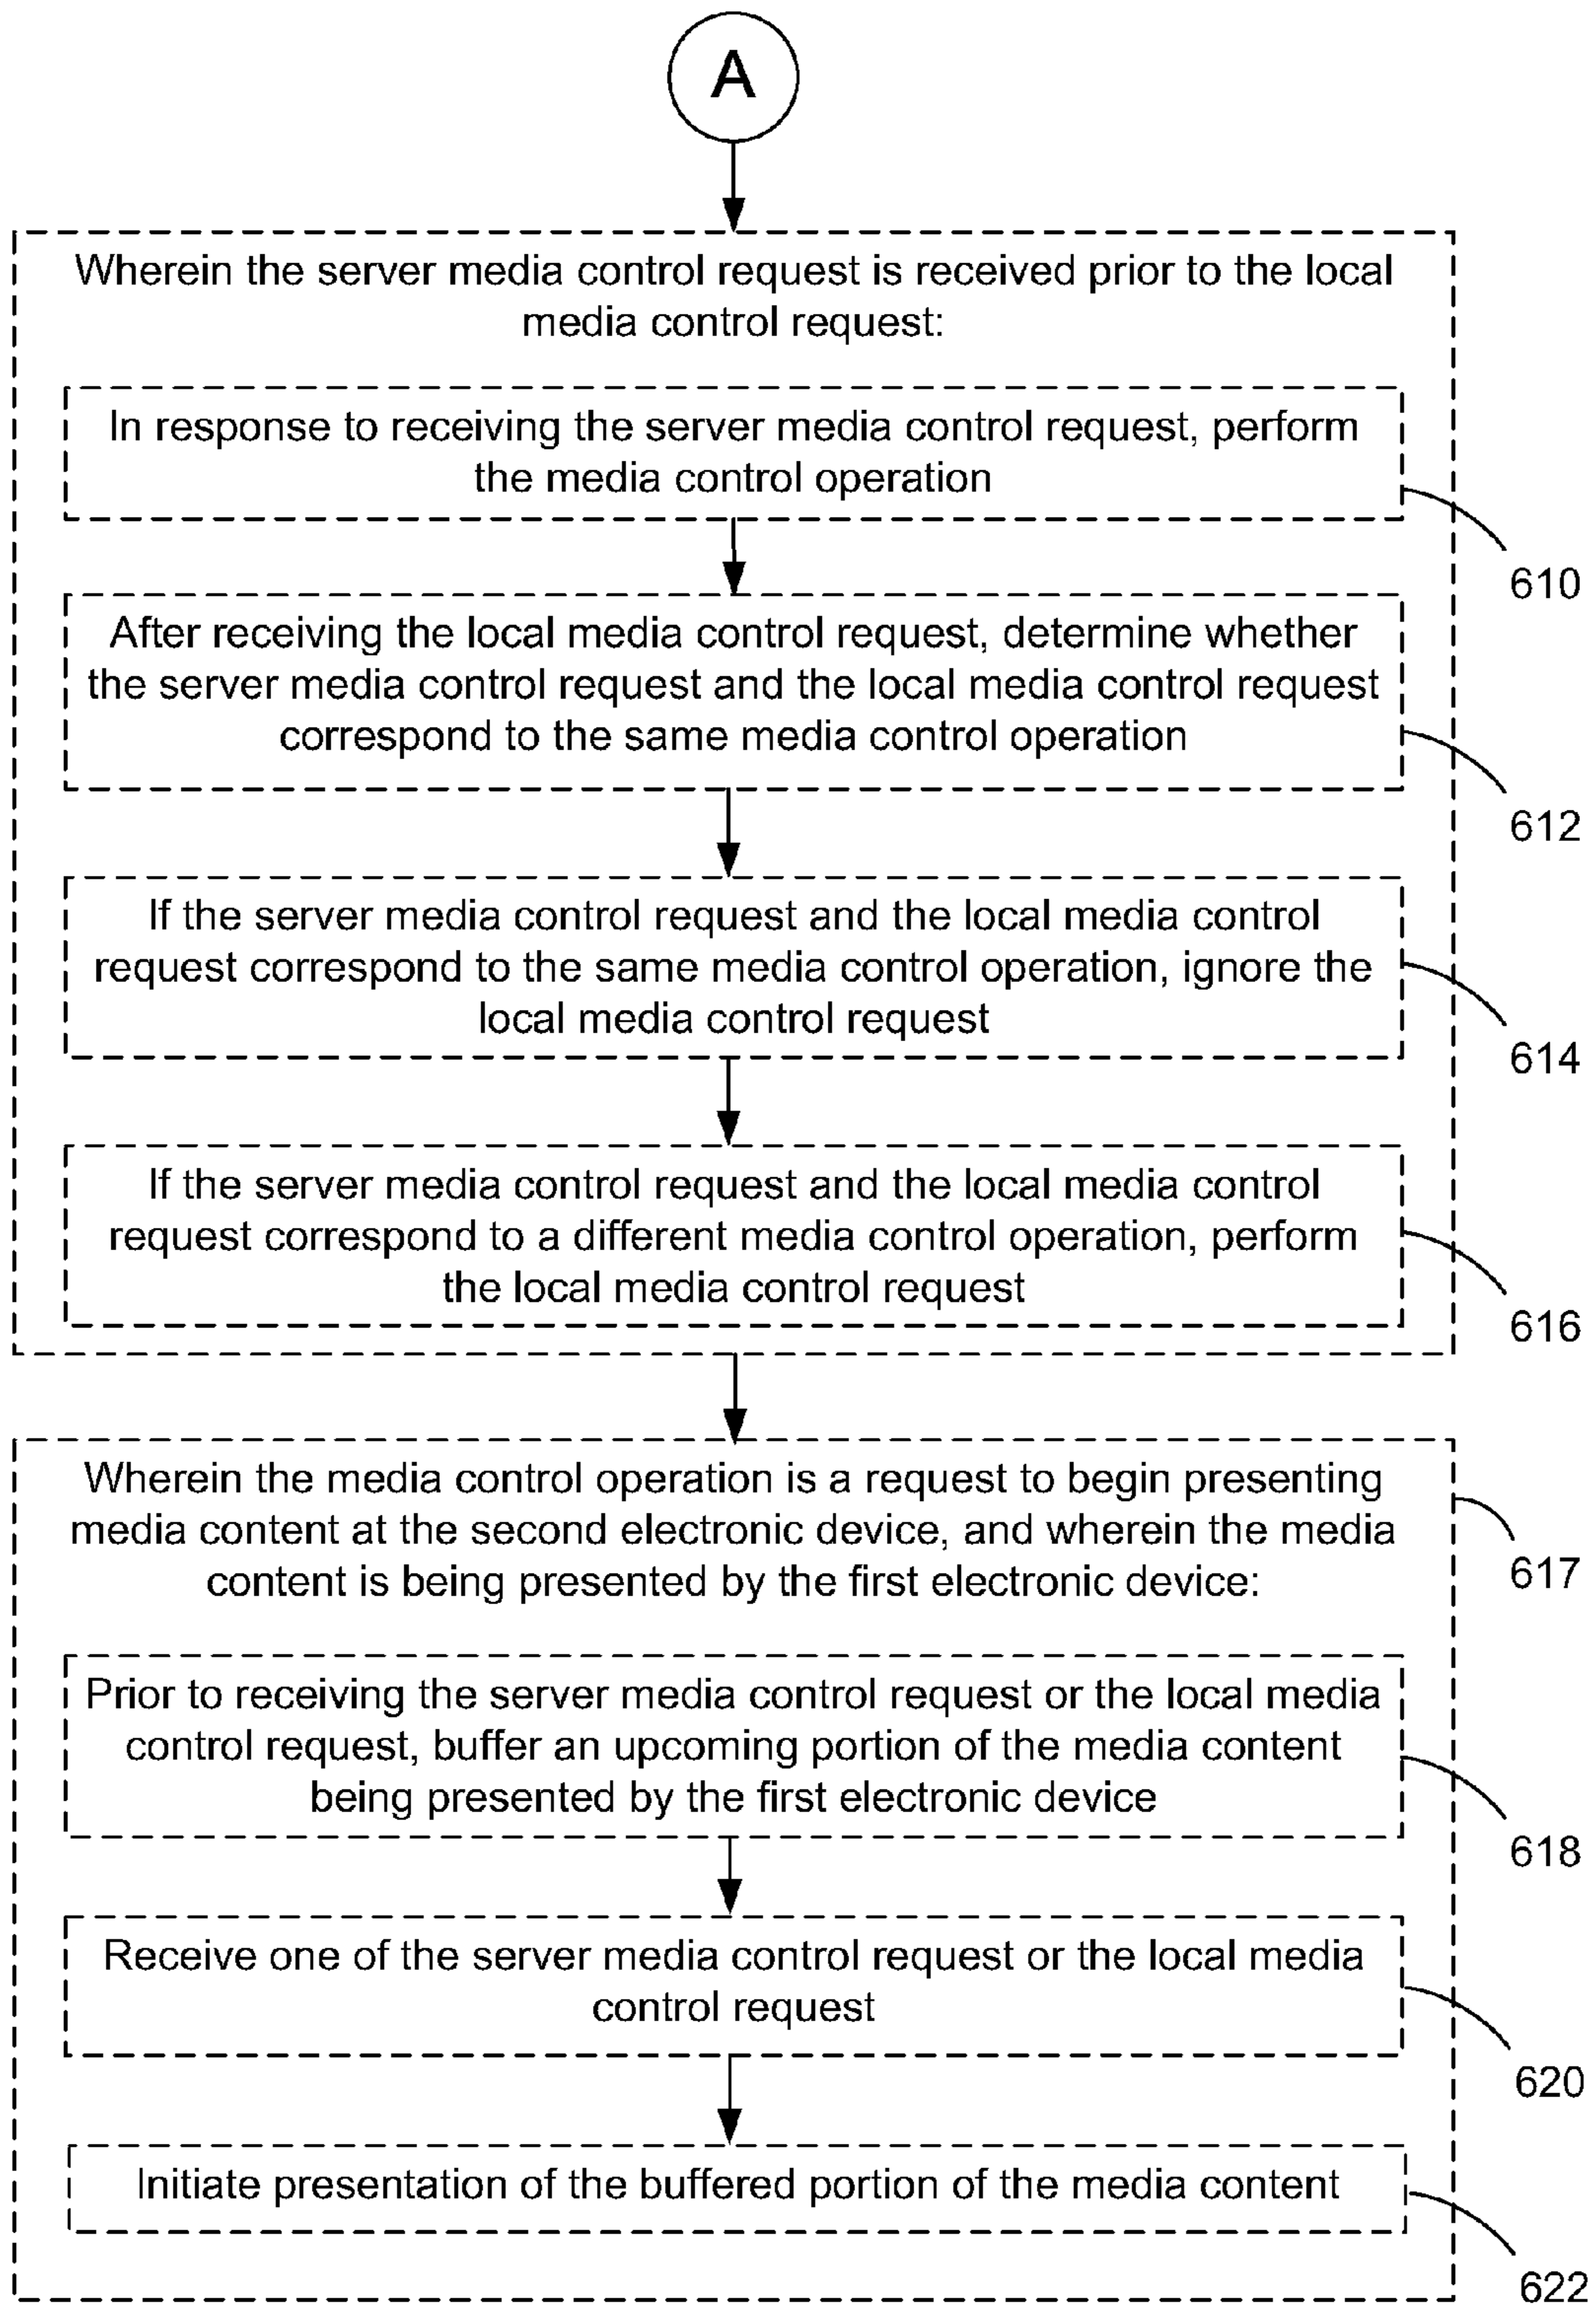 A
Wherein the server media control request is received prior to the local
media control request:
In response to receiving the server media control request, perform
the media control operation
610
After receiving the local media control request, determine whether
the server media control request and the local media control request
correspond to the same media control operation
612
If the server media control request and the local media control
request correspond to the same media control operation, ignore the
local media control request
614
If the server media control request and the local media control
request correspond to a different media control operation, perform
the local media control request
616
Wherein the media control operation is a request to begin presenting
media content at the second electronic device, and wherein the media
content is being presented by the first electronic device:
617
Prior to receiving the server media control request or the local media
control request, buffer an upcoming portion of the media content
being presented by the first electronic device
618
Receive one of the server media control request or the local media
control request
620
Initiate presentation of the buffered portion of the media content
622